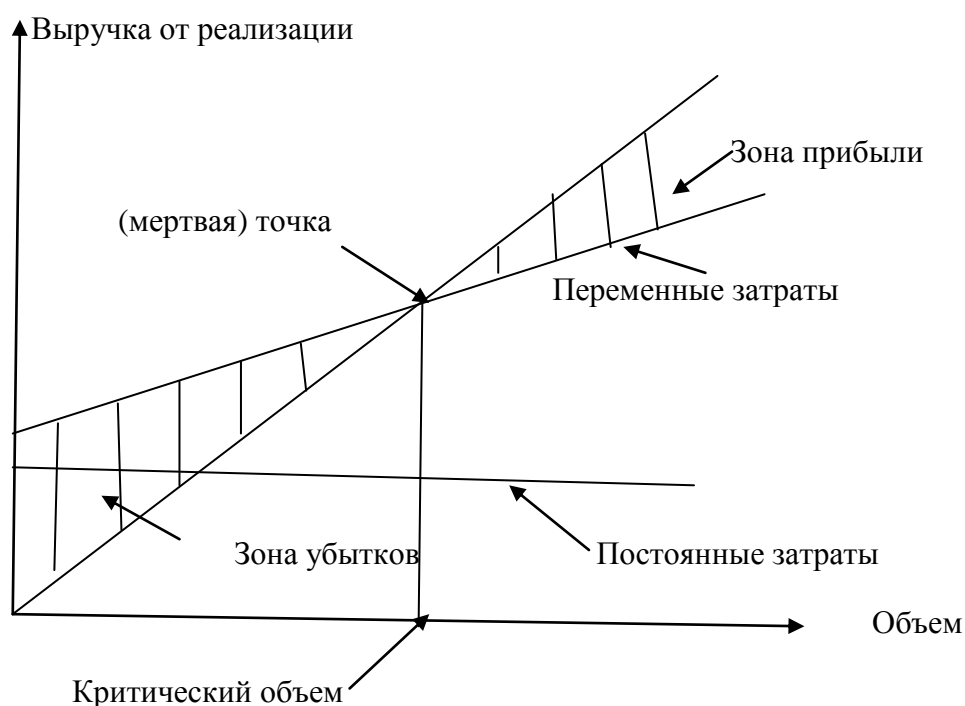 Выручка от реализации
Зона прибыли
(мертвая) точка
Переменные затраты
Зона убытков
Постоянные затраты
Объем
Критический объем